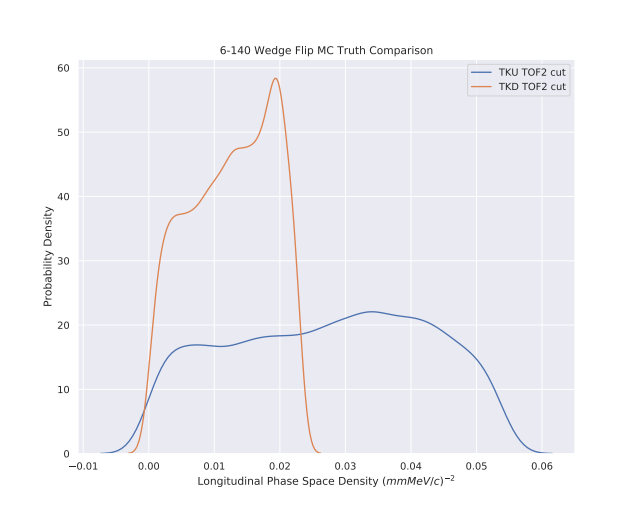 6-140 Wedge Flip MC Truth Comparison
TKU TOF2 cut
TKD TOF2 cut
Probability Density
60
50
40
30
20
10
0
−0.01 0.00 0.01 0.02 0.03 0.04 0.05 0.06
Longitudinal Phase Space Density (mmMeV/c)⁻²